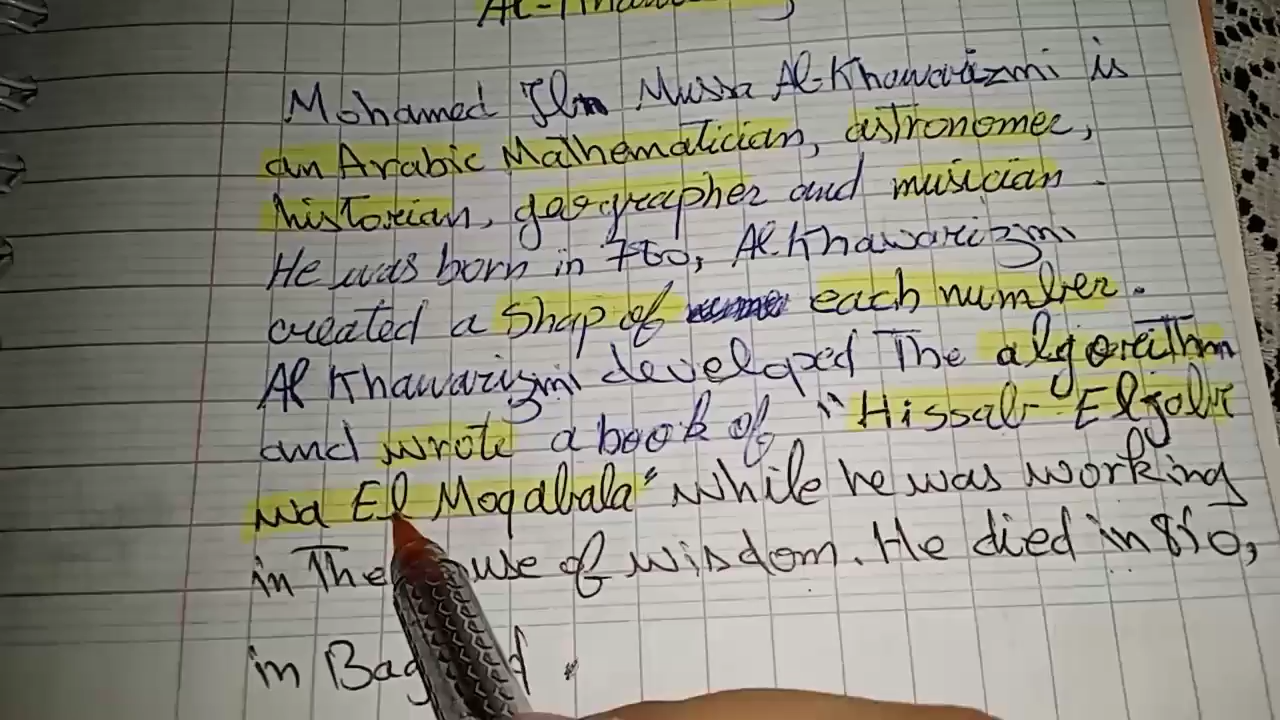 Mohamed Ibn Mussa Al-Khawarizmi is
an Arabic Mathematician, astronomer,
historian, geographer and musician.
He was born in 780, Al Khawarizmi
created a shap of each number.
Al Khawarizmi developed The algorithm
and wrote a book of "Hissab Eljabr
wa El Moqabala" while he was working
in The of wisdom. He died in 850,
in